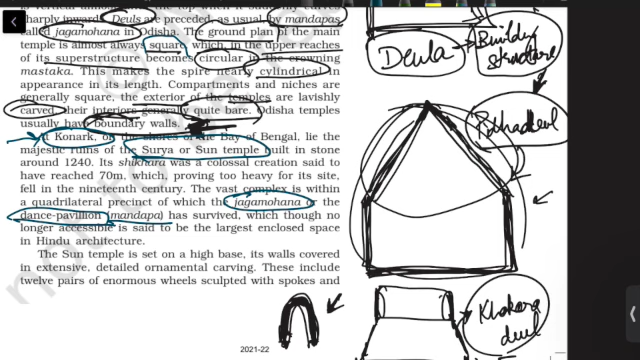 is vertical almost the top when it suddenly curves
sharply inwards. Deuls are preceded, as usual, by mandapas
called jagamohana in Odisha. The ground plan of the main
temple is almost always square, which, in the upper reaches
of its superstructure becomes circular in the crowning
mastaka. This makes the spire nearly cylindrical in
appearance in its length. Compartments and niches are
generally square, the exterior of the temples are lavishly
carved, their interiors generally quite bare. Odisha temples
usually have boundary walls.
Konark, on the shores of the Bay of Bengal, lie the
majestic ruins of the Surya or Sun temple built in stone
around 1240. Its shikhara was a colossal creation said to
have reached 70m, which, proving too heavy for its site,
fell in the nineteenth century. The vast complex is within
a quadrilateral precinct of which the jagamohana or the
dance-pavilion (mandapa) has survived, which though no
longer accessible is said to be the largest enclosed space
in Hindu architecture.
The Sun temple is set on a high base, its walls covered
in extensive, detailed ornamental carving. These include
twelve pairs of enormous wheels sculpted with spokes and
2021-22
Deula
structure
Khakara
deul